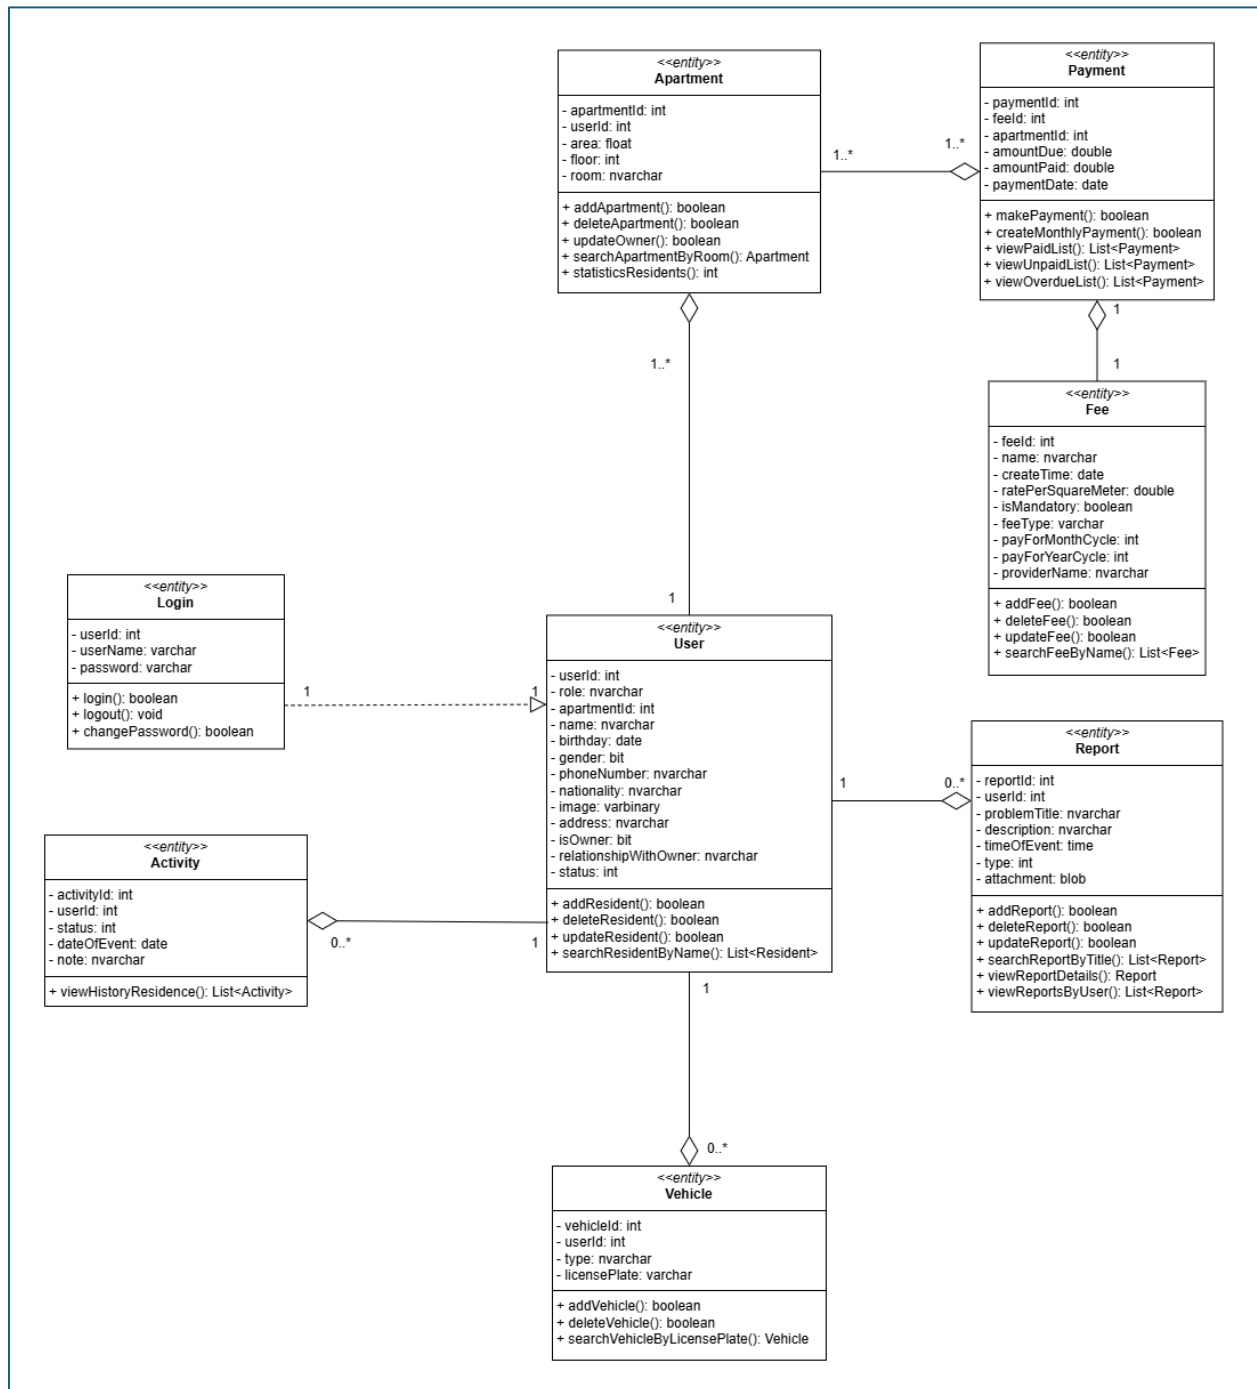 <<entity>>
Apartment
- apartmentId: int
- userId: int
- area: float
- floor: int
- room: nvarchar
+ addApartment(): boolean
+ deleteApartment(): boolean
+ updateOwner(): boolean
+ searchApartmentByRoom(): Apartment
+ statisticsResidents(): int
1..*
1..*
<<entity>>
Payment
- paymentId: int
- feeId: int
- apartmentId: int
- amountDue: double
- amountPaid: double
- paymentDate: date
+ makePayment(): boolean
+ createMonthlyPayment(): boolean
+ viewPaidList(): List<Payment>
+ viewUnpaidList(): List<Payment>
+ viewOverdueList(): List<Payment>
1
1
1..*
1
<<entity>>
Fee
- feeId: int
- name: nvarchar
- createTime: date
- ratePerSquareMeter: double
- isMandatory: boolean
- feeType: varchar
- payForMonthCycle: int
- payForYearCycle: int
- providerName: nvarchar
+ addFee(): boolean
+ deleteFee(): boolean
+ updateFee(): boolean
+ searchFeeByName(): List<Fee>
<<entity>>
Login
- userId: int
- userName: varchar
- password: varchar
+ login(): boolean
+ logout(): void
+ changePassword(): boolean
1
1
<<entity>>
User
- userId: int
- role: nvarchar
- apartmentId: int
- name: nvarchar
- birthday: date
- gender: bit
- phoneNumber: nvarchar
- nationality: nvarchar
- image: varbinary
- address: nvarchar
- isOwner: bit
- relationshipWithOwner: nvarchar
- status: int
+ addResident(): boolean
+ deleteResident(): boolean
+ updateResident(): boolean
+ searchResidentByName(): List<Resident>
1
0..*
<<entity>>
Report
- reportId: int
- userId: int
- problemTitle: nvarchar
- description: nvarchar
- timeOfEvent: time
- type: int
- attachment: blob
+ addReport(): boolean
+ deleteReport(): boolean
+ updateReport(): boolean
+ searchReportByTitle(): List<Report>
+ viewReportDetails(): Report
+ viewReportsByUser(): List<Report>
<<entity>>
Activity
- activityId: int
- userId: int
- status: int
- dateOfEvent: date
- note: nvarchar
+ viewHistoryResidence(): List<Activity>
0..*
1
1
0..*
<<entity>>
Vehicle
- vehicleId: int
- userId: int
- type: nvarchar
- licensePlate: varchar
+ addVehicle(): boolean
+ deleteVehicle(): boolean
+ searchVehicleByLicensePlate(): Vehicle